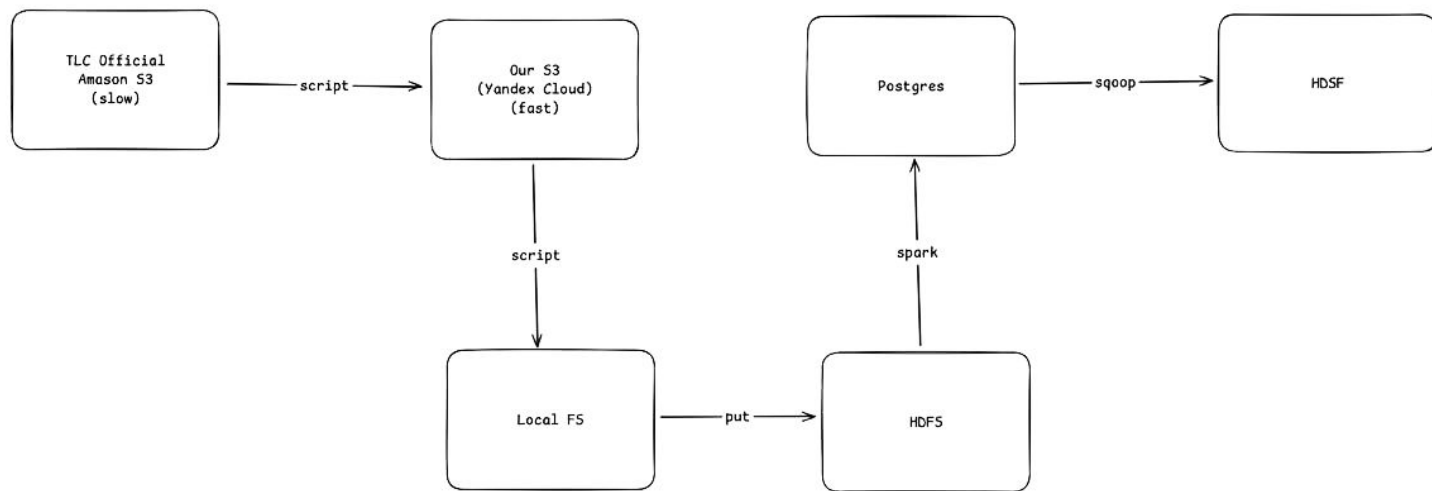 TLC Official
Amason S3
(slow)
script
Our S3
(Yandex Cloud)
(fast)
script
Local FS
put
HDFS
spark
Postgres
sqoop
HDSF